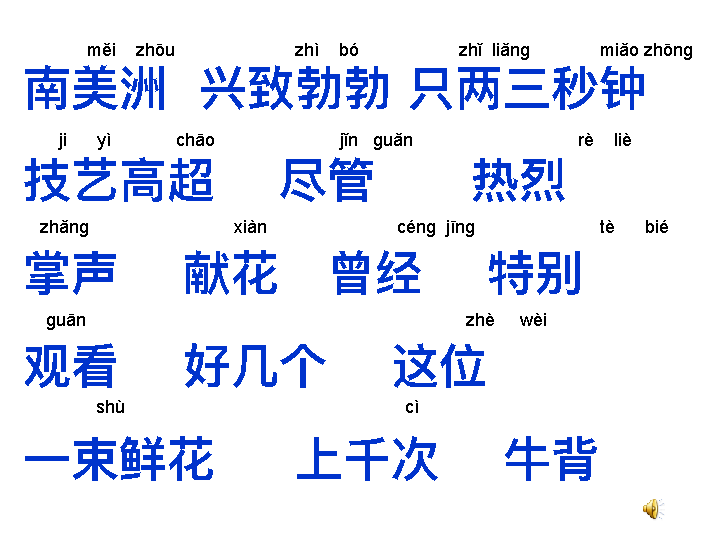 měi zhōu zhì bó zhǐ liǎng miǎo zhōng
南美洲 兴致勃勃 只两三秒钟
ji yì chāo jǐn guǎn rè liè
技艺高超 尽管 热烈
zhǎng xiàn céng jīng tè bié
掌声 献花 曾经 特别
guān zhè wèi
观看 好几个 这位
shù cì
一束鲜花 上千次 牛背